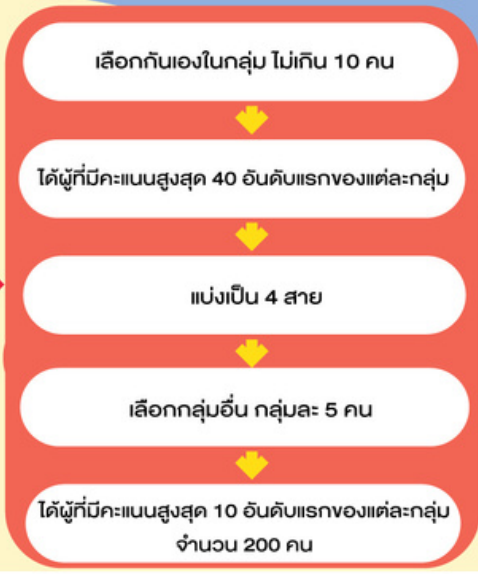 เลือกกันเองในกลุ่ม ไม่เกิน 10 คน
ได้ผู้ที่มีคะแนนสูงสุด 40 อันดับแรกของแต่ละกลุ่ม
แบ่งเป็น 4 สาย
เลือกกลุ่มอื่น กลุ่มละ 5 คน
ได้ผู้ที่มีคะแนนสูงสุด 10 อันดับแรกของแต่ละกลุ่ม
จำนวน 200 คน